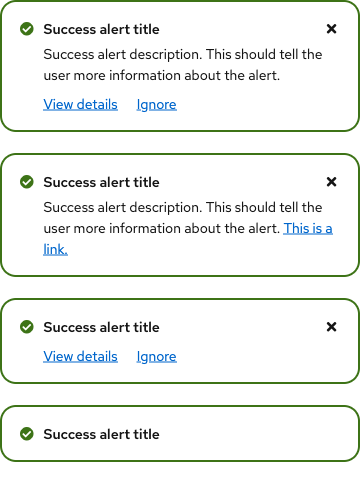 Success alert title
Success alert description. This should tell the
user more information about the alert.
View details Ignore
Success alert title
Success alert description. This should tell the
user more information about the alert. This is a
link.
Success alert title
View details Ignore
Success alert title